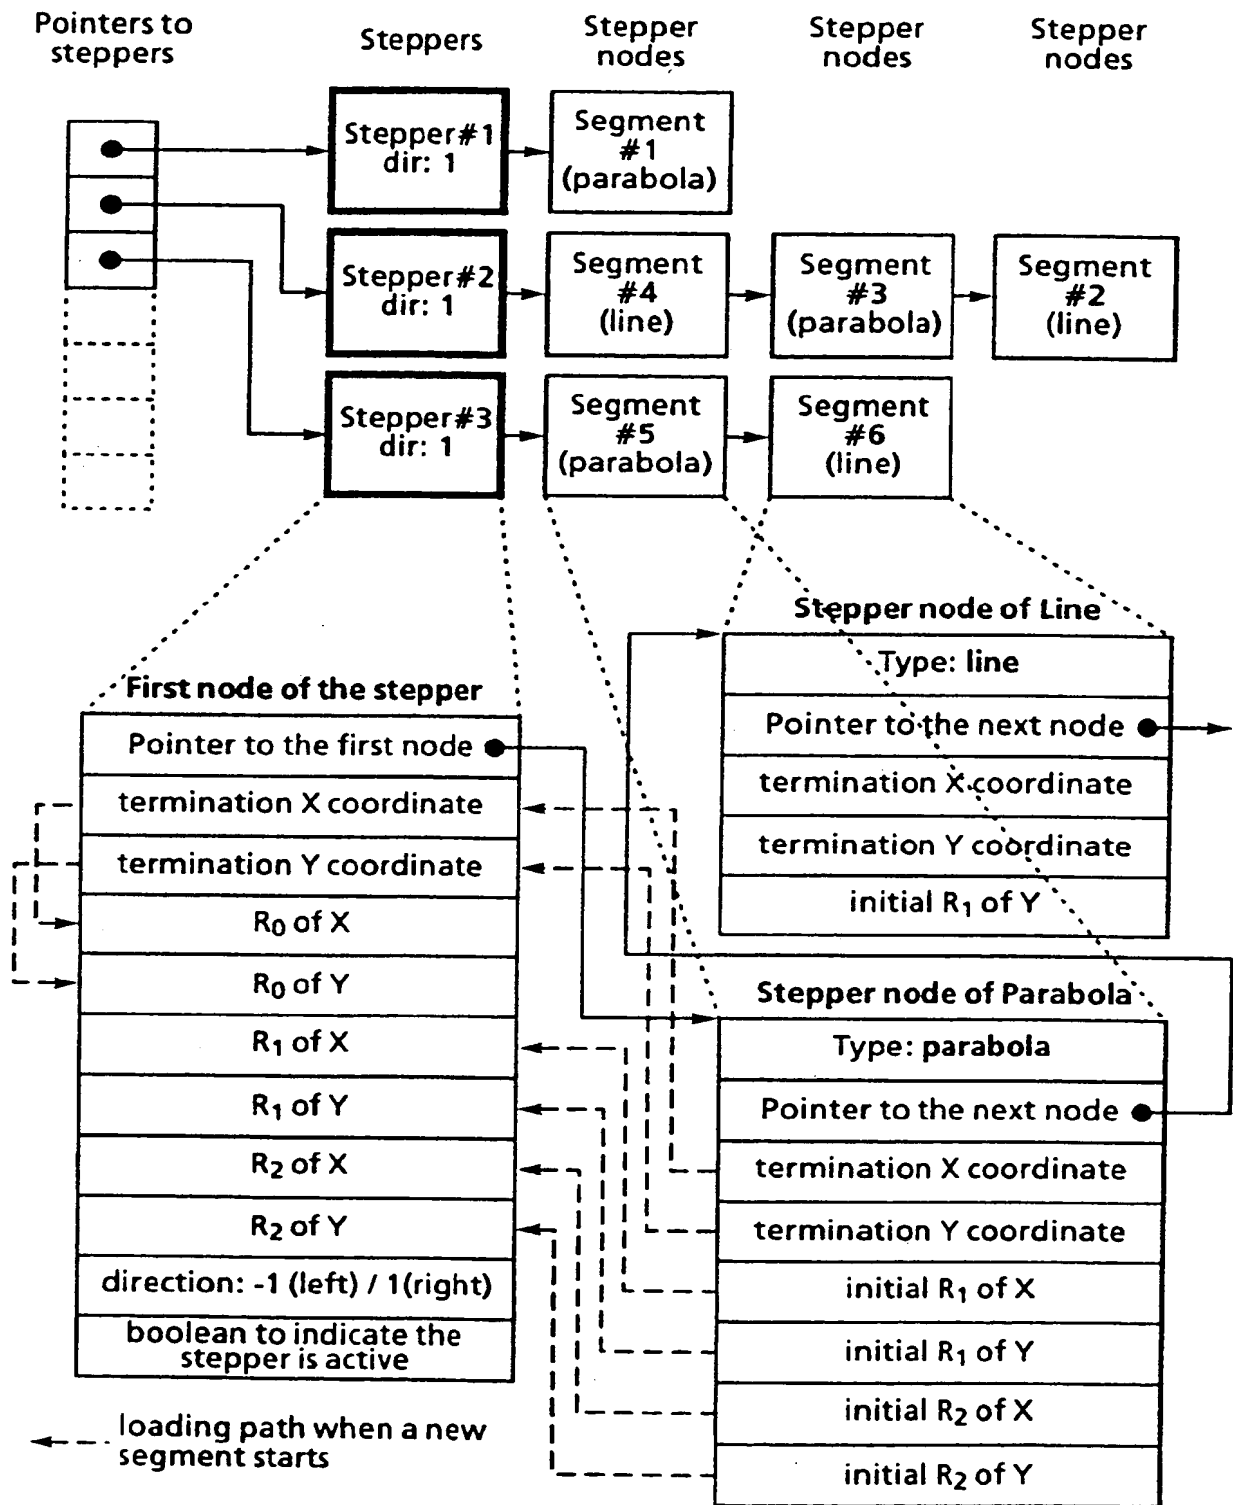 Pointers to
steppers
Steppers
Stepper
nodes
Stepper
nodes
Stepper
nodes
Stepper#1
dir: 1
Segment
#1
(parabola)
Stepper#2
dir: 1
Segment
#4
(line)
Segment
#3
(parabola)
Segment
#2
(line)
Stepper#3
dir: 1
Segment
#5
(parabola)
Segment
#6
(line)
Stepper node of Line
Type: line
Pointer to the next node
termination X coordinate
termination Y coordinate
initial R1 of Y
First node of the stepper
Pointer to the first node
termination X coordinate
termination Y coordinate
R0 of X
R0 of Y
R1 of X
R1 of Y
R2 of X
R2 of Y
direction: -1 (left) / 1(right)
boolean to indicate the
stepper is active
Stepper node of Parabola
Type: parabola
Pointer to the next node
termination X coordinate
termination Y coordinate
initial R1 of X
initial R1 of Y
initial R2 of X
initial R2 of Y
loading path when a new
segment starts